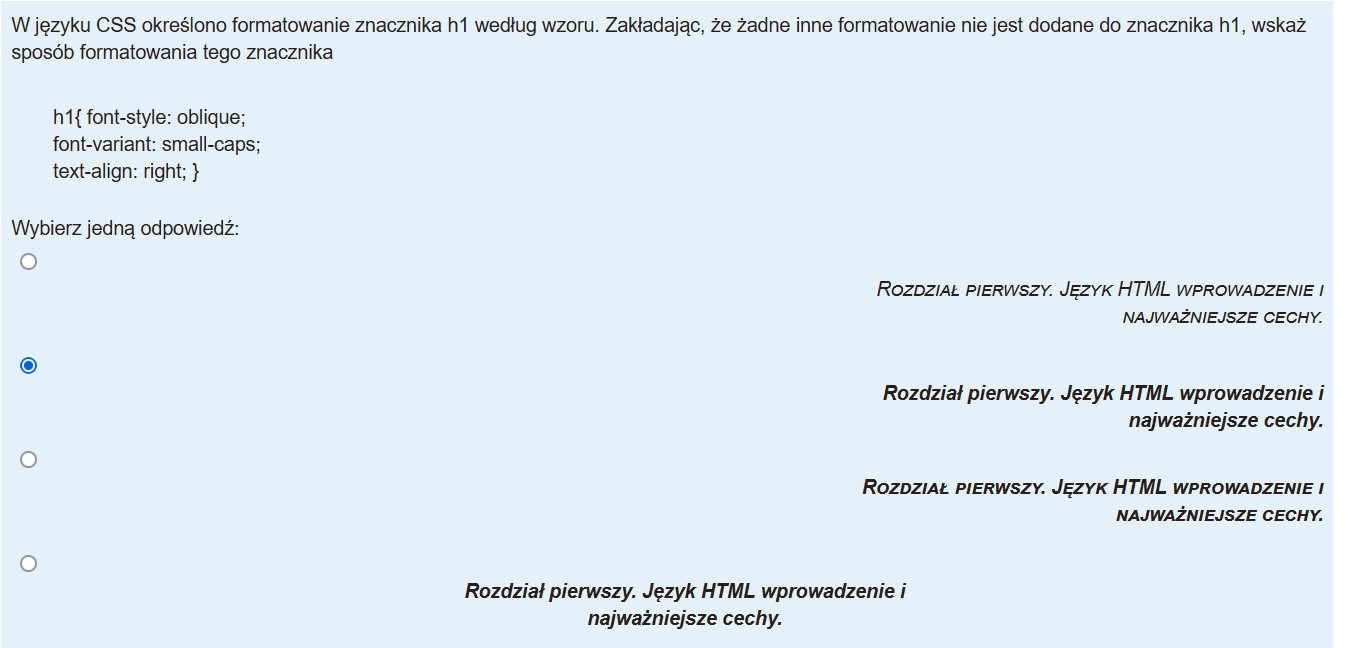 W języku CSS określono formatowanie znacznika h1 według wzoru. Zakładając, że żadne inne formatowanie nie jest dodane do znacznika h1, wskaż
sposób formatowania tego znacznika
h1{ font-style: oblique;
font-variant: small-caps;
text-align: right; }
Wybierz jedną odpowiedź:
Rozdział pierwszy. Język HTML wprowadzenie i
najważniejsze cechy.
Rozdział pierwszy. Język HTML wprowadzenie i
najważniejsze cechy.
Rozdział pierwszy. Język HTML wprowadzenie i
najważniejsze cechy.
Rozdział pierwszy. Język HTML wprowadzenie i
najważniejsze cechy.